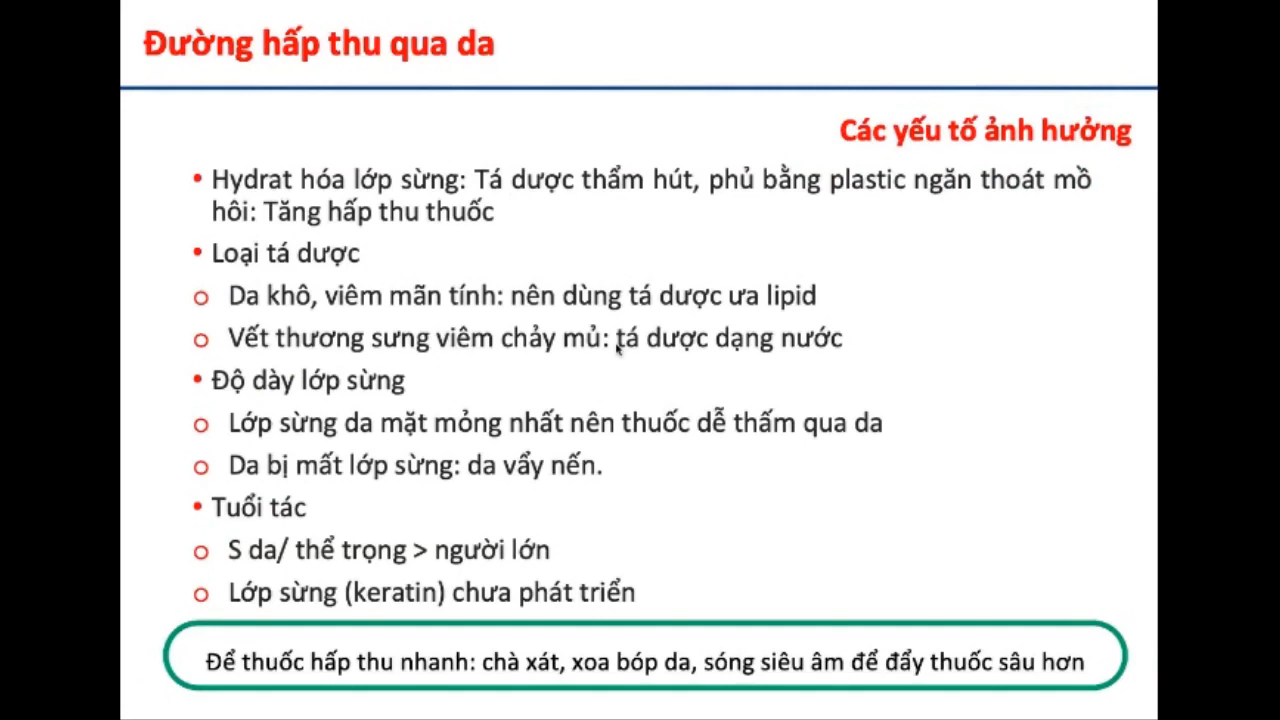 Đường hấp thu qua da
Các yếu tố ảnh hưởng
• Hydrat hóa lớp sừng: Tá dược thẩm hút, phủ bằng plastic ngăn thoát mồ
hôi: Tăng hấp thu thuốc
• Loại tá dược
o Da khô, viêm mãn tính: nên dùng tá dược ưa lipid
o Vết thương sưng viêm chảy mủ: tá dược dạng nước
• Độ dày lớp sừng
o Lớp sừng da mặt mỏng nhất nên thuốc dễ thấm qua da
o Da bị mất lớp sừng: da vẩy nến.
• Tuổi tác
o S da/ thể trọng > người lớn
o Lớp sừng (keratin) chưa phát triển
Để thuốc hấp thu nhanh: chà xát, xoa bóp da, sóng siêu âm để đẩy thuốc sâu hơn